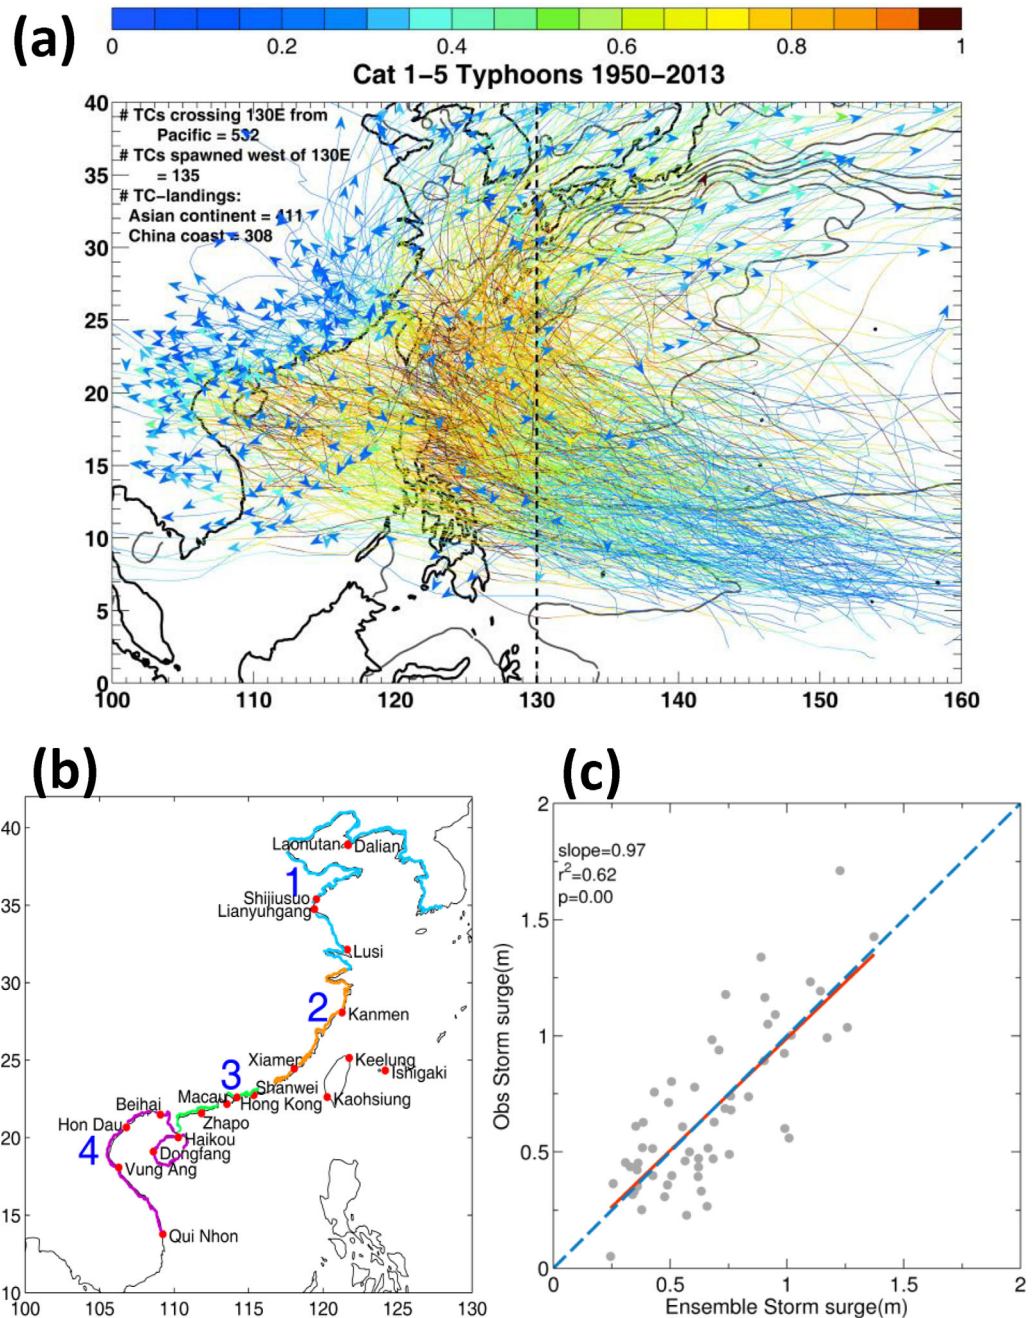 (a)
0 0.2 0.4 0.6 0.8 1
Cat 1–5 Typhoons 1950–2013
40
# TCs crossing 130E from
Pacific = 532
# TCs spawned west of 130E
= 135
35
# TC–landings:
Asian continent = 411
China coast = 308
30
25
20
15
10
5
0
100 110 120 130 140 150 160
(b)
40
Laonutan Dalian
1
Shijiusuo
35
Lianyungang
Lusi
30
2
Kanmen
25
Xiamen Keelung
Ishigaki
3
Shanwei
Macau Hong Kong Kaohsiung
Beihai
Zhapo
Hon Dau
20
Haikou
4
Dongfang
Vung Ang
15
Qui Nhon
10
100 105 110 115 120 125 130
(c)
2
slope=0.97
r²=0.62
p=0.00
1.5
1
0.5
0
Obs Storm surge(m)
0 0.5 1 1.5 2
Ensemble Storm surge(m)